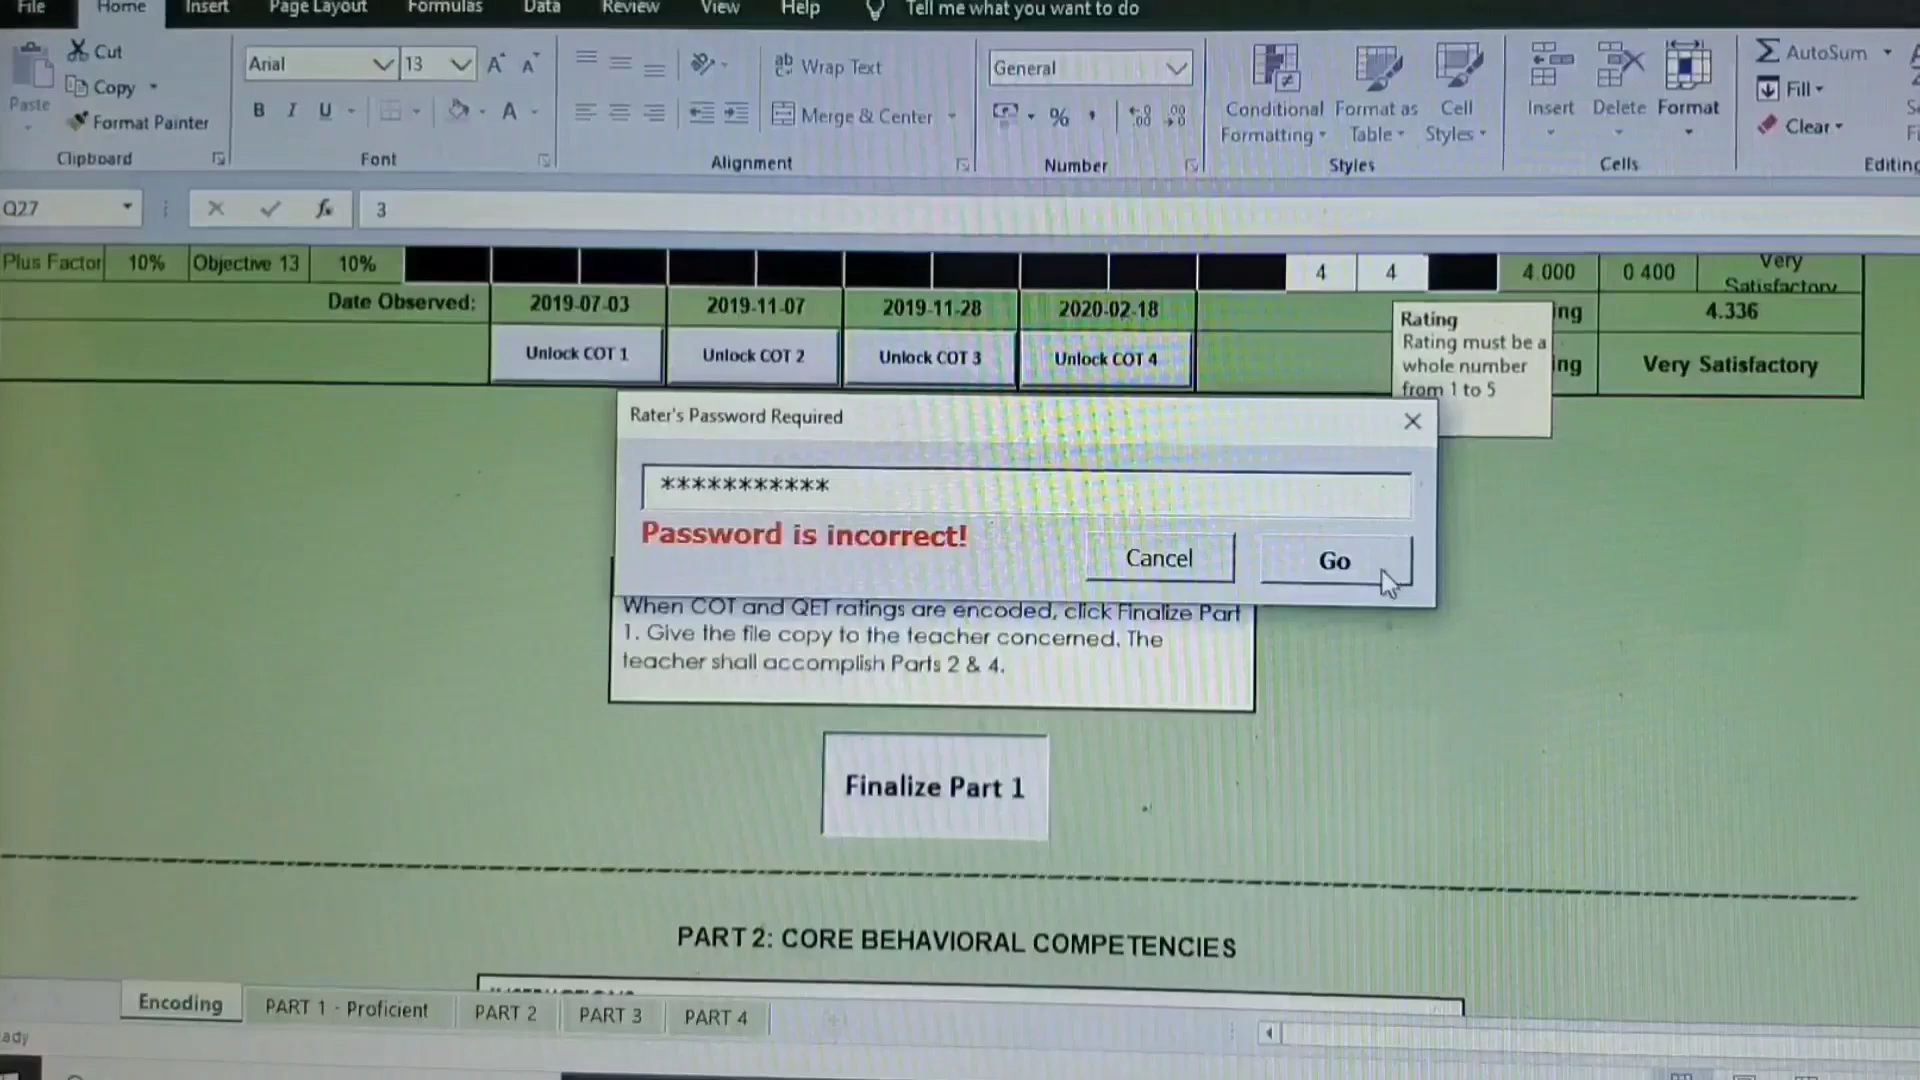 File Home Insert Page Layout Formulas Data Review View Help Tell me what you want to do
Cut
Copy
Format Painter
Paste
Clipboard
Arial 13 A A
B I U A
Font
Wrap Text
Merge & Center
Alignment
General
%
Number
Conditional Formatting
Format as Table
Cell Styles
Styles
Insert Delete Format
Cells
AutoSum
Fill
Clear
Editing
Q27 fx 3
Plus Factor 10% Objective 13 10% 4 4 4.000 0.400 Very Satisfactory
Date Observed: 2019-07-03 2019-11-07 2019-11-28 2020-02-18 ing 4.336
Unlock COT 1 Unlock COT 2 Unlock COT 3 Unlock COT 4 ing Very Satisfactory
Rating
Rating must be a
whole number
from 1 to 5
Rater's Password Required
***********
Password is incorrect!
Cancel Go
When COT and QET ratings are encoded, click Finalize Part
1. Give the file copy to the teacher concerned. The
teacher shall accomplish Parts 2 & 4.
Finalize Part 1
PART 2: CORE BEHAVIORAL COMPETENCIES
Encoding PART 1 - Proficient PART 2 PART 3 PART 4
ady